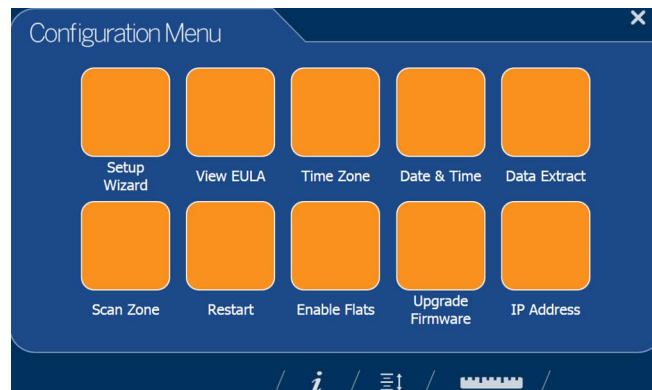 Configuration Menu
Setup
Wizard
View EULA
Time Zone
Date & Time
Data Extract
Scan Zone
Restart
Enable Flats
Upgrade
Firmware
IP Address
i